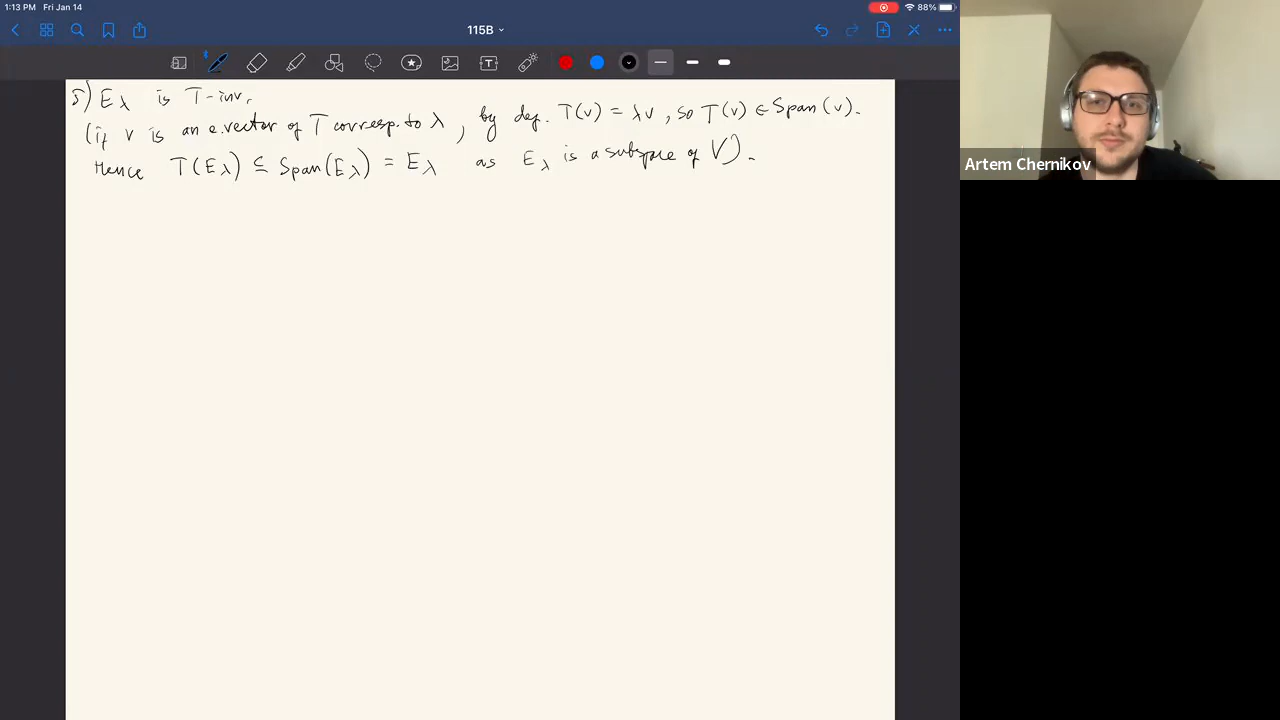 1:13 PM Fri Jan 14
88%
115B
5) Eλ is T-inv.
(if v is an e.vector of T corresp. to λ, by def. T(v) = λv, so T(v) ∈ Span(v).
Hence T(Eλ) ⊆ Span(Eλ) = Eλ as Eλ is a subspace of V).
Artem Chernikov